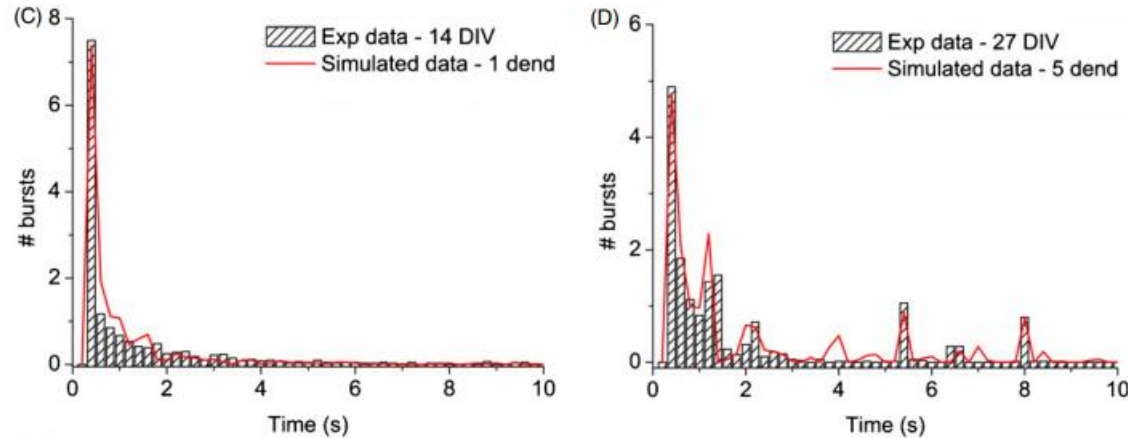 (C)
8
6
4
2
0
# bursts
Exp data - 14 DIV
Simulated data - 1 dend
0 2 4 6 8 10
Time (s)
(D)
6
4
2
0
# bursts
Exp data - 27 DIV
Simulated data - 5 dend
0 2 4 6 8 10
Time (s)